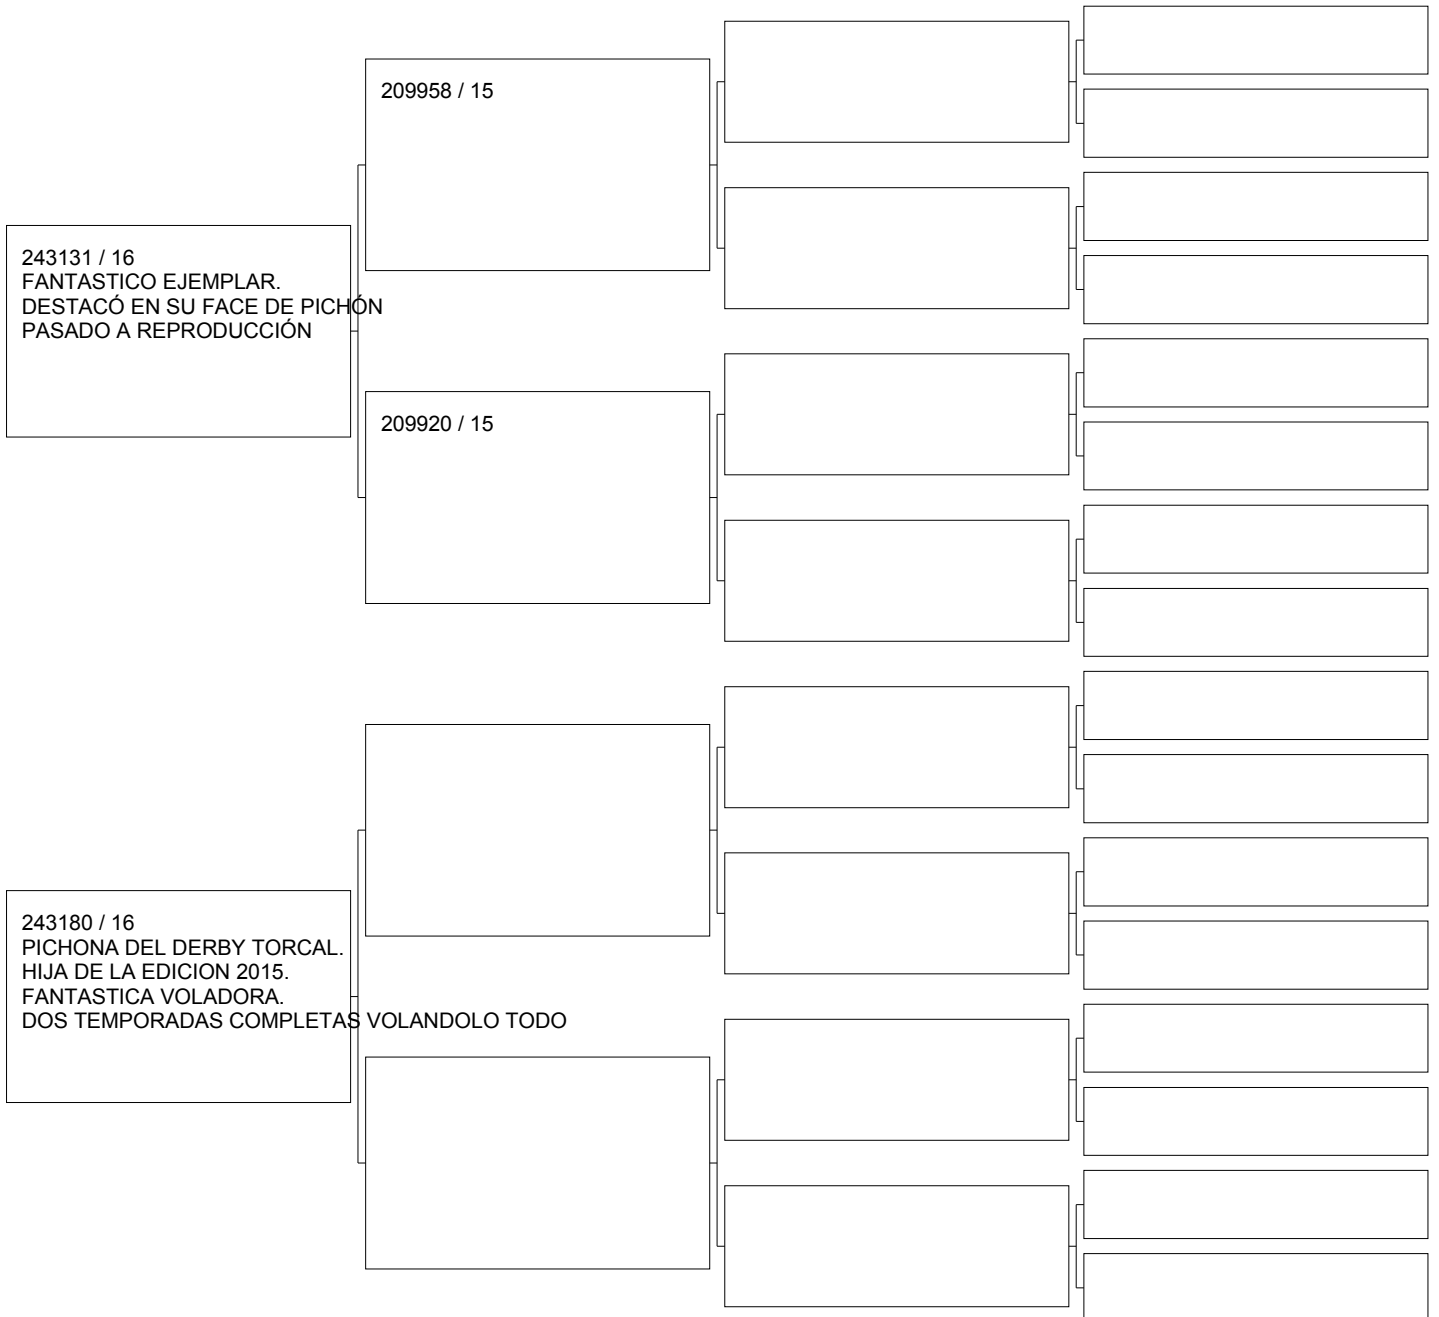 209958 / 15
243131 / 16
FANTASTICO EJEMPLAR.
DESTACÓ EN SU FACE DE PICHÓN
PASADO A REPRODUCCIÓN
209920 / 15
243180 / 16
PICHONA DEL DERBY TORCAL.
HIJA DE LA EDICION 2015.
FANTASTICA VOLADORA.
DOS TEMPORADAS COMPLETAS VOLANDOLO TODO